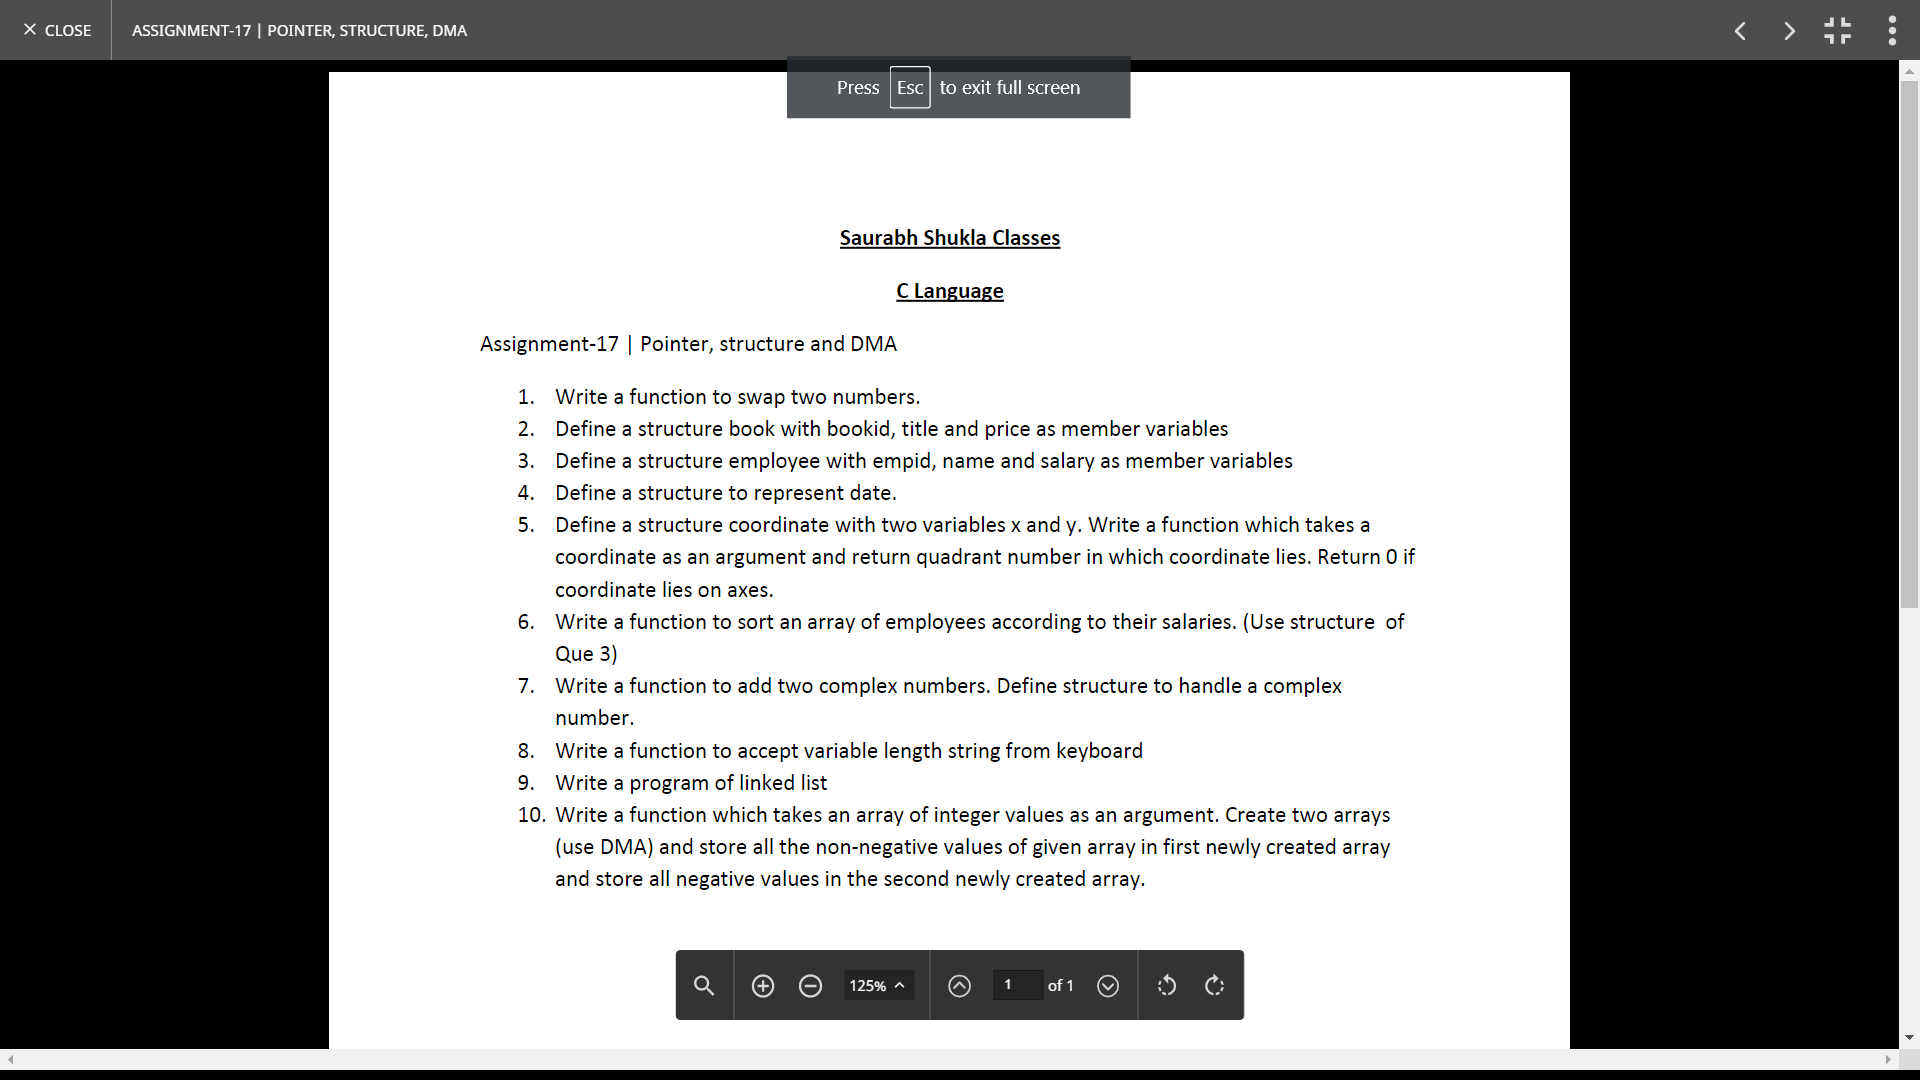 × CLOSE
ASSIGNMENT-17 | POINTER, STRUCTURE, DMA
Press Esc to exit full screen
Saurabh Shukla Classes
C Language
Assignment-17 | Pointer, structure and DMA
1. Write a function to swap two numbers.
2. Define a structure book with bookid, title and price as member variables
3. Define a structure employee with empid, name and salary as member variables
4. Define a structure to represent date.
5. Define a structure coordinate with two variables x and y. Write a function which takes a
coordinate as an argument and return quadrant number in which coordinate lies. Return 0 if
coordinate lies on axes.
6. Write a function to sort an array of employees according to their salaries. (Use structure  of
Que 3)
7. Write a function to add two complex numbers. Define structure to handle a complex
number.
8. Write a function to accept variable length string from keyboard
9. Write a program of linked list
10. Write a function which takes an array of integer values as an argument. Create two arrays
(use DMA) and store all the non-negative values of given array in first newly created array
and store all negative values in the second newly created array.
125% 1 of 1